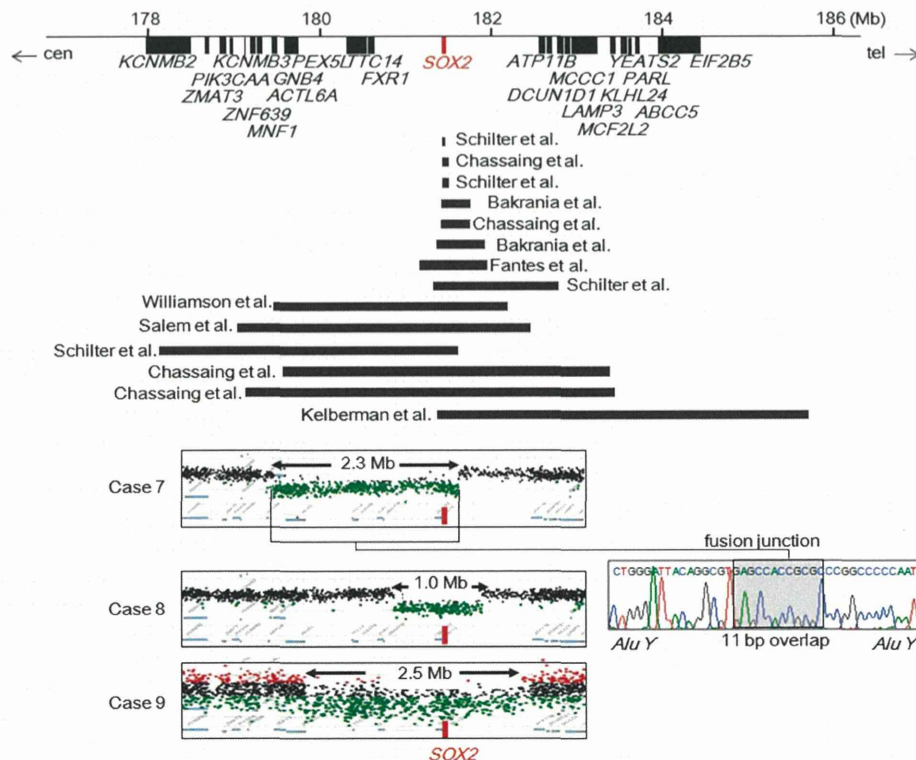 178 180 182 184 186 (Mb)
← cen tel →
KCNMB2 KCNMB3 PEX5L TTC14 SOX2 ATP11B YEATS2 EIF2B5
PIK3CAA GNB4 FXR1 MCCC1 PARL
ZMAT3 ACTL6A DCUN1D1 KLHL24
ZNF639 LAMP3 ABCC5
MNF1 MCF2L2
Schilter et al.
Chassaing et al.
Schilter et al.
Bakrania et al.
Chassaing et al.
Bakrania et al.
Fantes et al.
Schilter et al.
Williamson et al.
Salem et al.
Schilter et al.
Chassaing et al.
Chassaing et al.
Kelberman et al.
Case 7
2.3 Mb
fusion junction
CTGGGATTACAGGCGTGAGCCACCGCGCCCGGCCCCCAAT
Alu Y 11 bp overlap Alu Y
Case 8
1.0 Mb
Case 9
2.5 Mb
SOX2